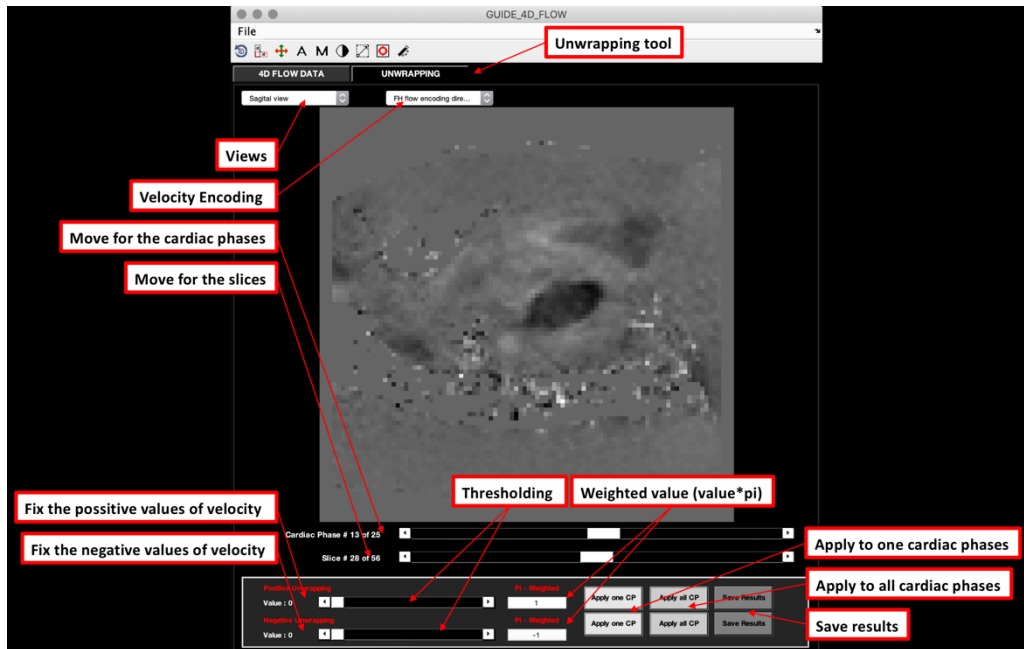 GUIDE_4D_FLOW
File
Unwrapping tool
A M
4D FLOW DATA
UNWRAPPING
Sagital view
FH flow encoding dire...
Views
Velocity Encoding
Move for the cardiac phases
Move for the slices
Thresholding
Weighted value (value*pi)
Fix the possitive values of velocity
Cardiac Phase # 13 of 25
Fix the negative values of velocity
Slice # 28 of 56
Apply to one cardiac phases
Apply to all cardiac phases
Save results
Positive Unwrapping
Pi - Weighted
Value : 0
1
Apply one CP
Apply all CP
Save Results
Negative Unwrapping
Pi - Weighted
Value : 0
-1
Apply one CP
Apply all CP
Save Results